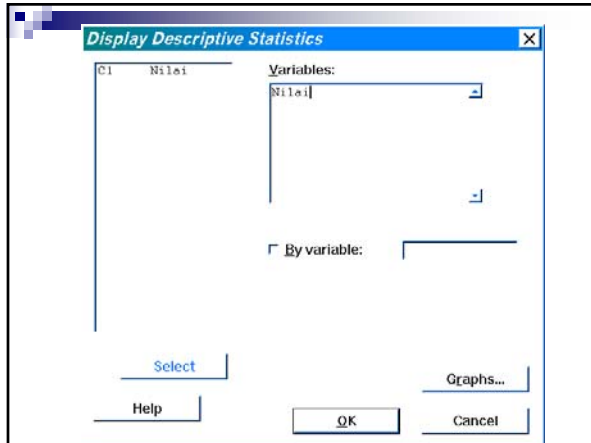 Display Descriptive Statistics
C1 Nilai
Variables:
Nilai
By variable:
Select
Graphs...
Help
OK
Cancel